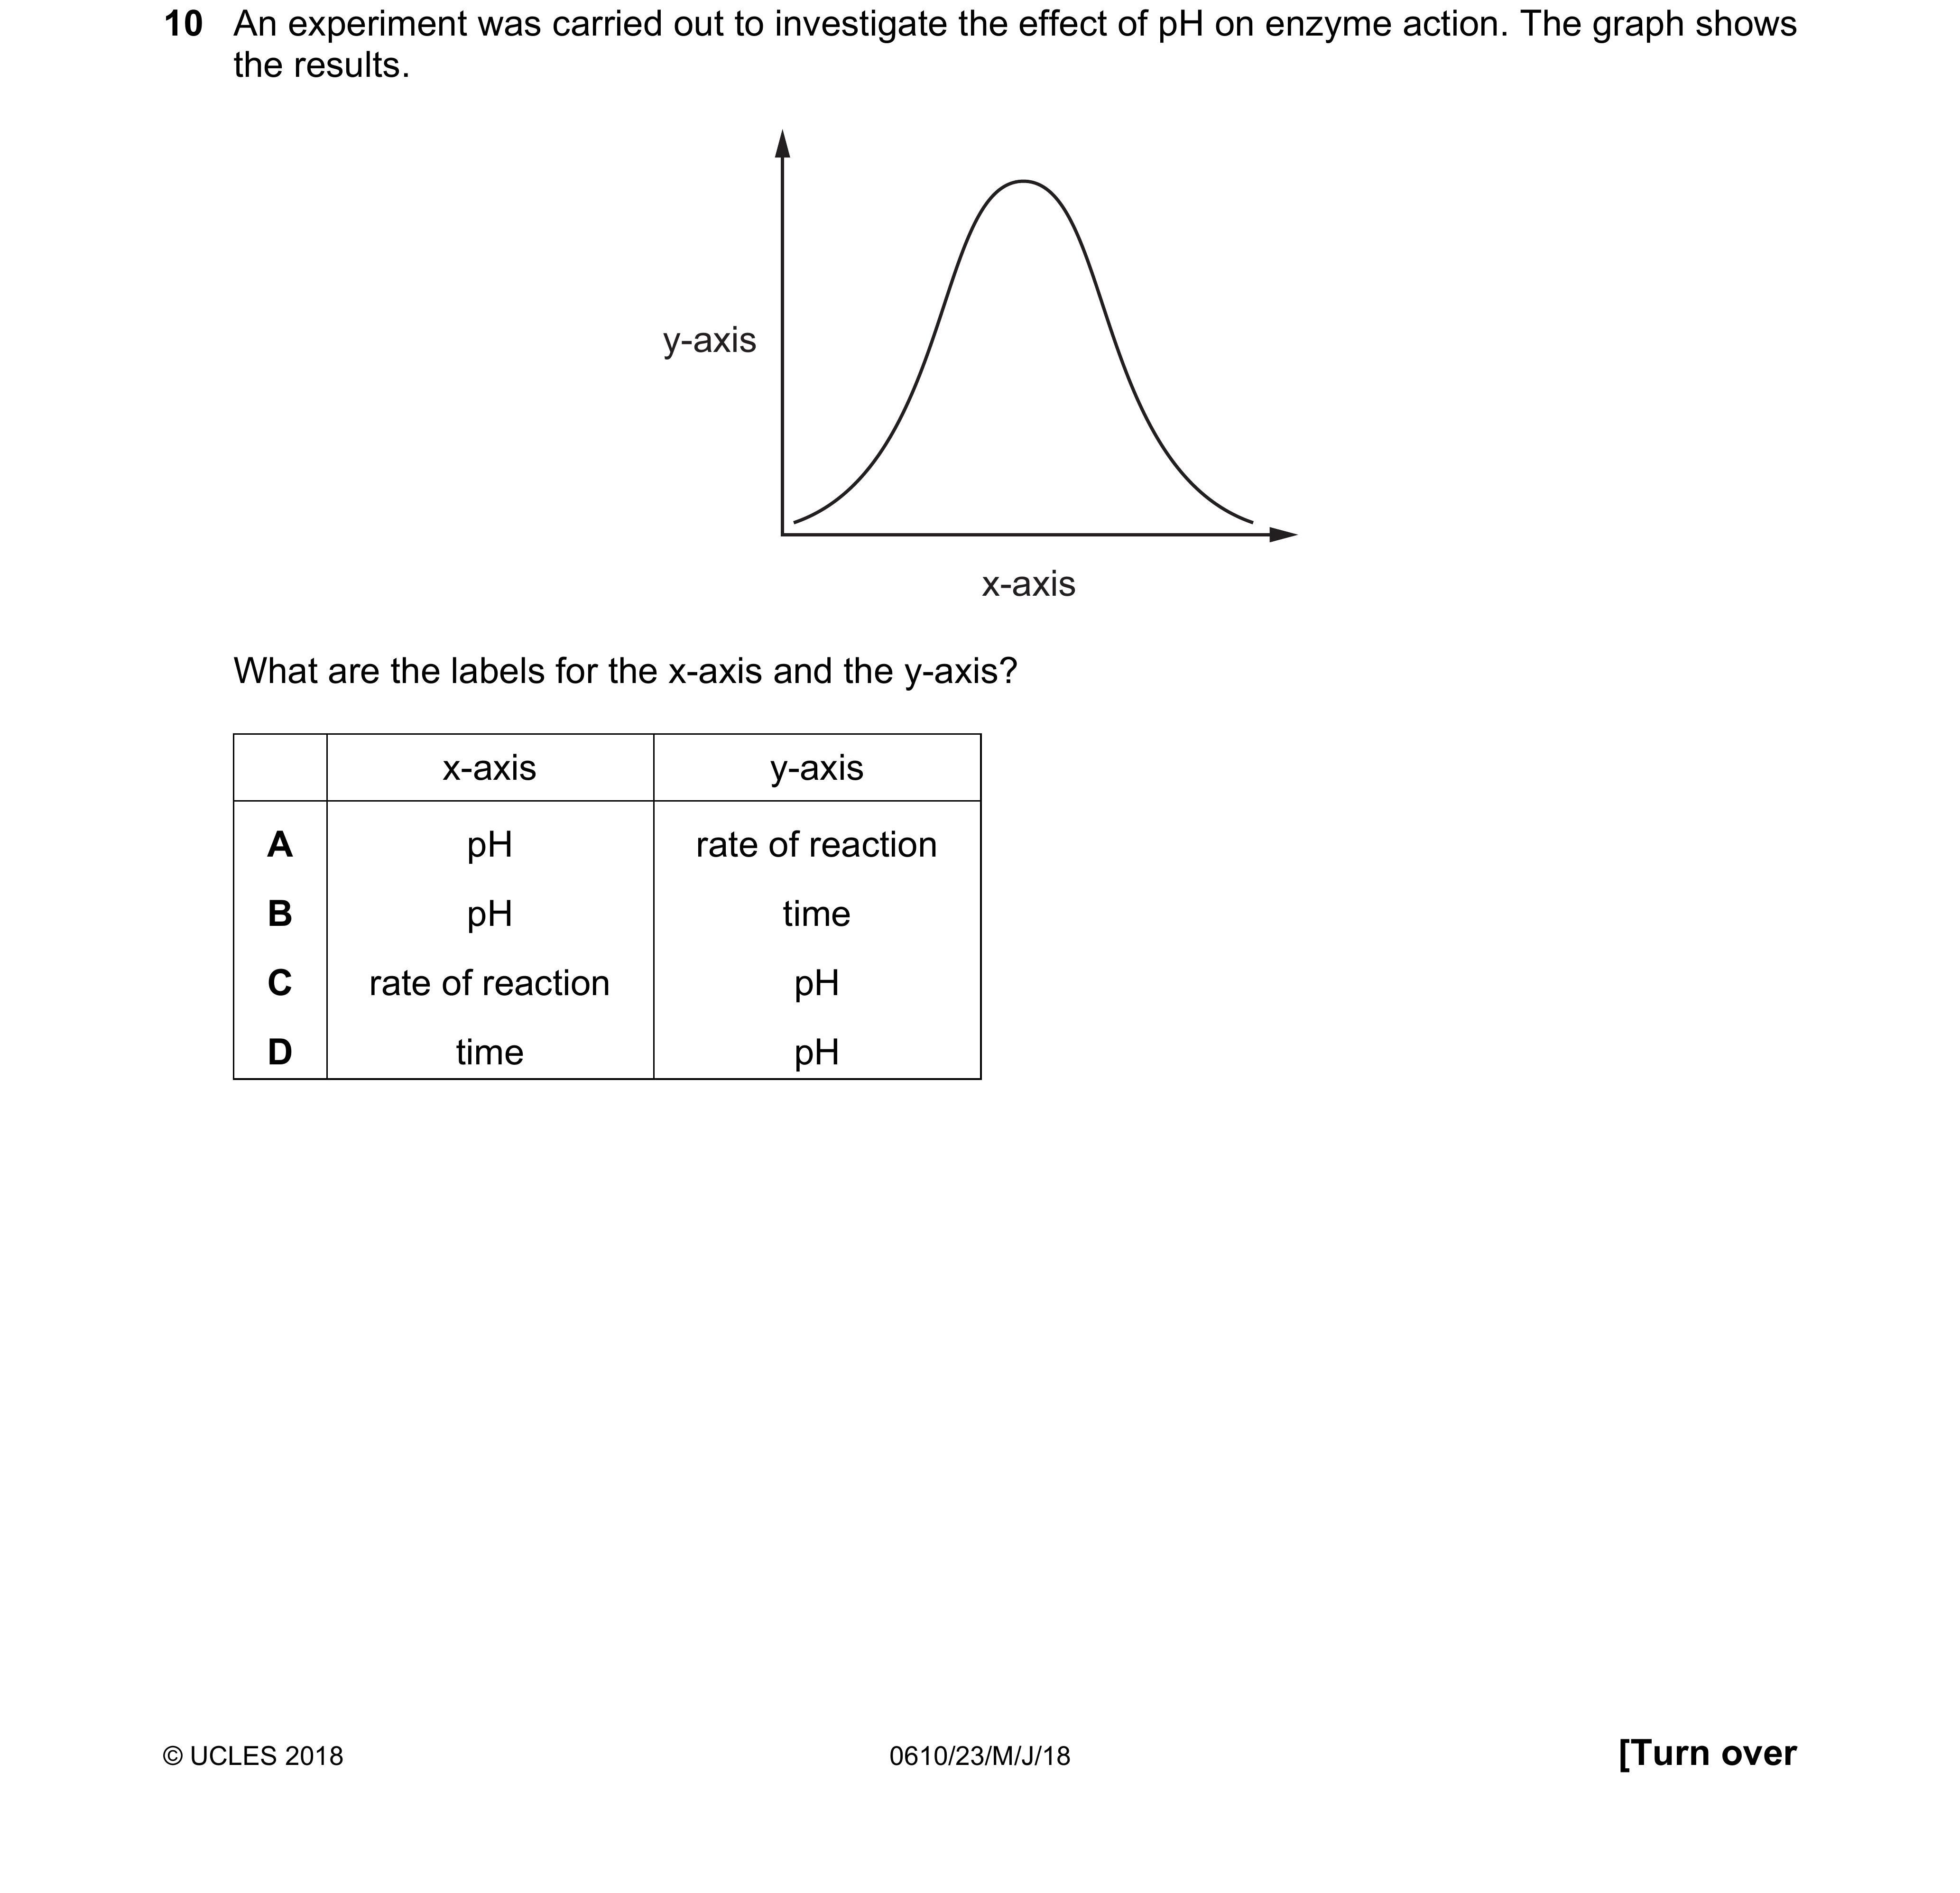 10 An experiment was carried out to investigate the effect of pH on enzyme action. The graph shows
the results.
y-axis
x-axis
What are the labels for the x-axis and the y-axis?
x-axis y-axis
A pH rate of reaction
B pH time
C rate of reaction pH
D time pH
© UCLES 2018 0610/23/M/J/18 [Turn over